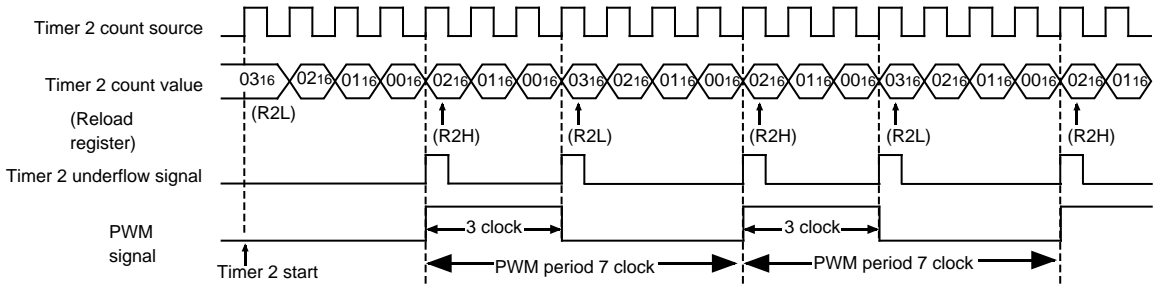 Timer 2 count source
Timer 2 count value
0316 0216 0116 0016 0216 0116 0016 0316 0216 0116 0016 0216 0116 0016 0316 0216 0116 0016 0216 0116
(Reload
register)
(R2L) (R2H) (R2L) (R2H) (R2L) (R2H)
Timer 2 underflow signal
PWM
signal
3 clock 3 clock
Timer 2 start
PWM period 7 clock PWM period 7 clock